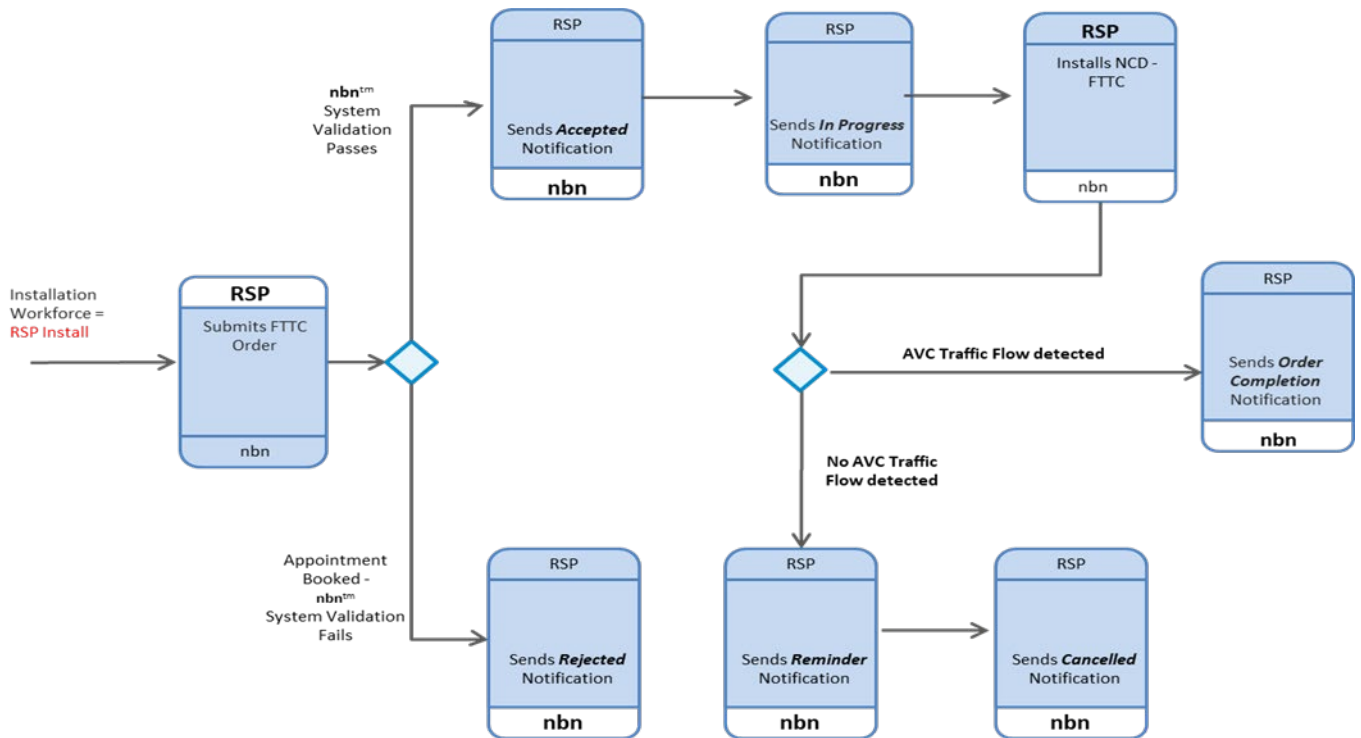 RSP
Sends Accepted
Notification
nbn
RSP
Sends In Progress
Notification
nbn
RSP
Installs NCD -
FTTC
nbn
nbn™
System
Validation
Passes
Installation
Workforce =
RSP Install
RSP
Submits FTTC
Order
nbn
AVC Traffic Flow detected
RSP
Sends Order
Completion
Notification
nbn
No AVC Traffic
Flow detected
Appointment
Booked -
nbn™
System Validation
Fails
RSP
Sends Rejected
Notification
nbn
RSP
Sends Reminder
Notification
nbn
RSP
Sends Cancelled
Notification
nbn